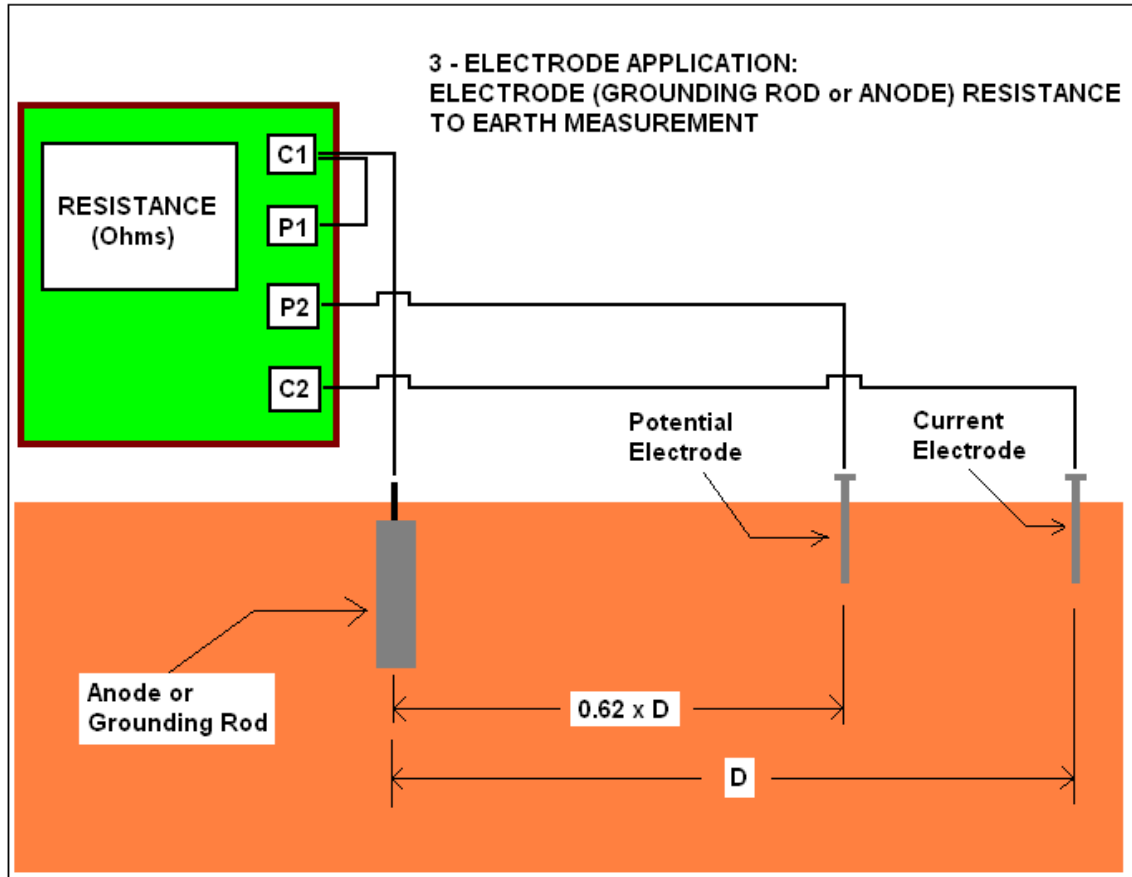 3 - ELECTRODE APPLICATION:
ELECTRODE (GROUNDING ROD or ANODE) RESISTANCE
TO EARTH MEASUREMENT
C1
RESISTANCE
(Ohms)
P1
P2
C2
Potential
Electrode
Current
Electrode
Anode or
Grounding Rod
0.62 x D
D